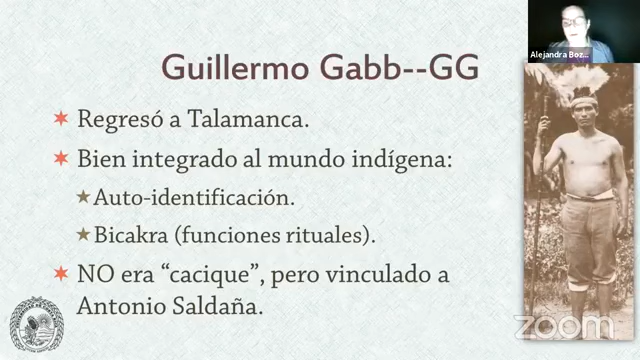 Alejandra Boz...
Guillermo Gabb--GG
Regresó a Talamanca.
Bien integrado al mundo indígena:
Auto-identificación.
Bicakra (funciones rituales).
NO era “cacique”, pero vinculado a
Antonio Saldaña.
zoom